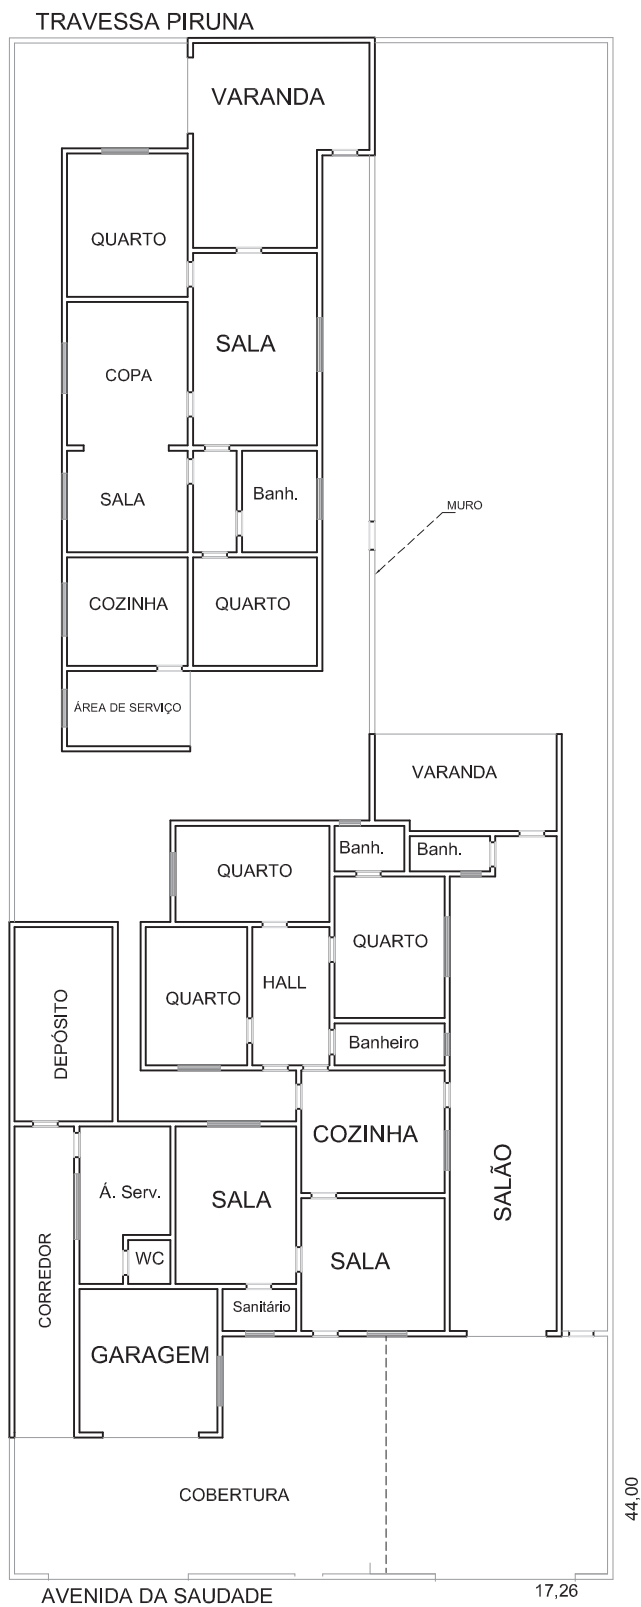 TRAVESSA PIRUNA
VARANDA
QUARTO
SALA
COPA
SALA
Banh.
MURO
COZINHA
QUARTO
ÁREA DE SERVIÇO
VARANDA
Banh.
Banh.
QUARTO
QUARTO
HALL
QUARTO
DEPÓSITO
Banheiro
COZINHA
SALÃO
Á. Serv.
SALA
WC
SALA
CORREDOR
Sanitário
GARAGEM
COBERTURA
44,00
AVENIDA DA SAUDADE
17,26